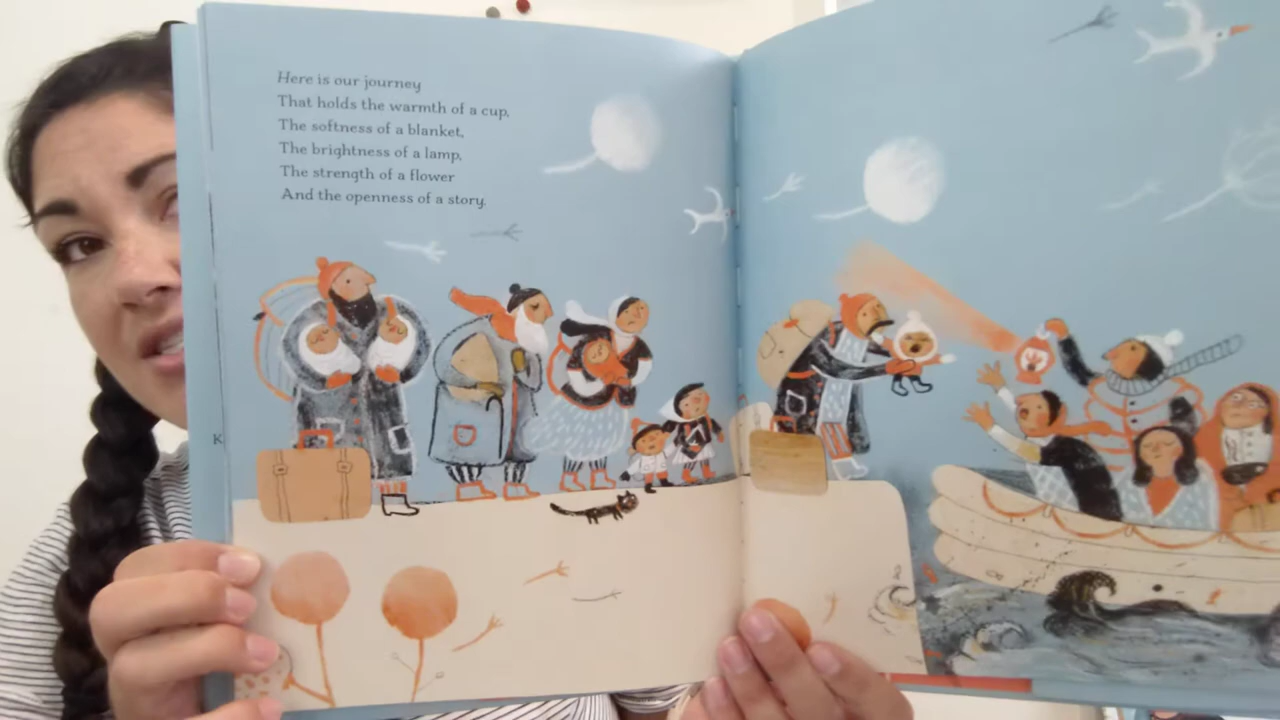 Here is our journey
That holds the warmth of a cup,
The softness of a blanket,
The brightness of a lamp,
The strength of a flower
And the openness of a story.
K